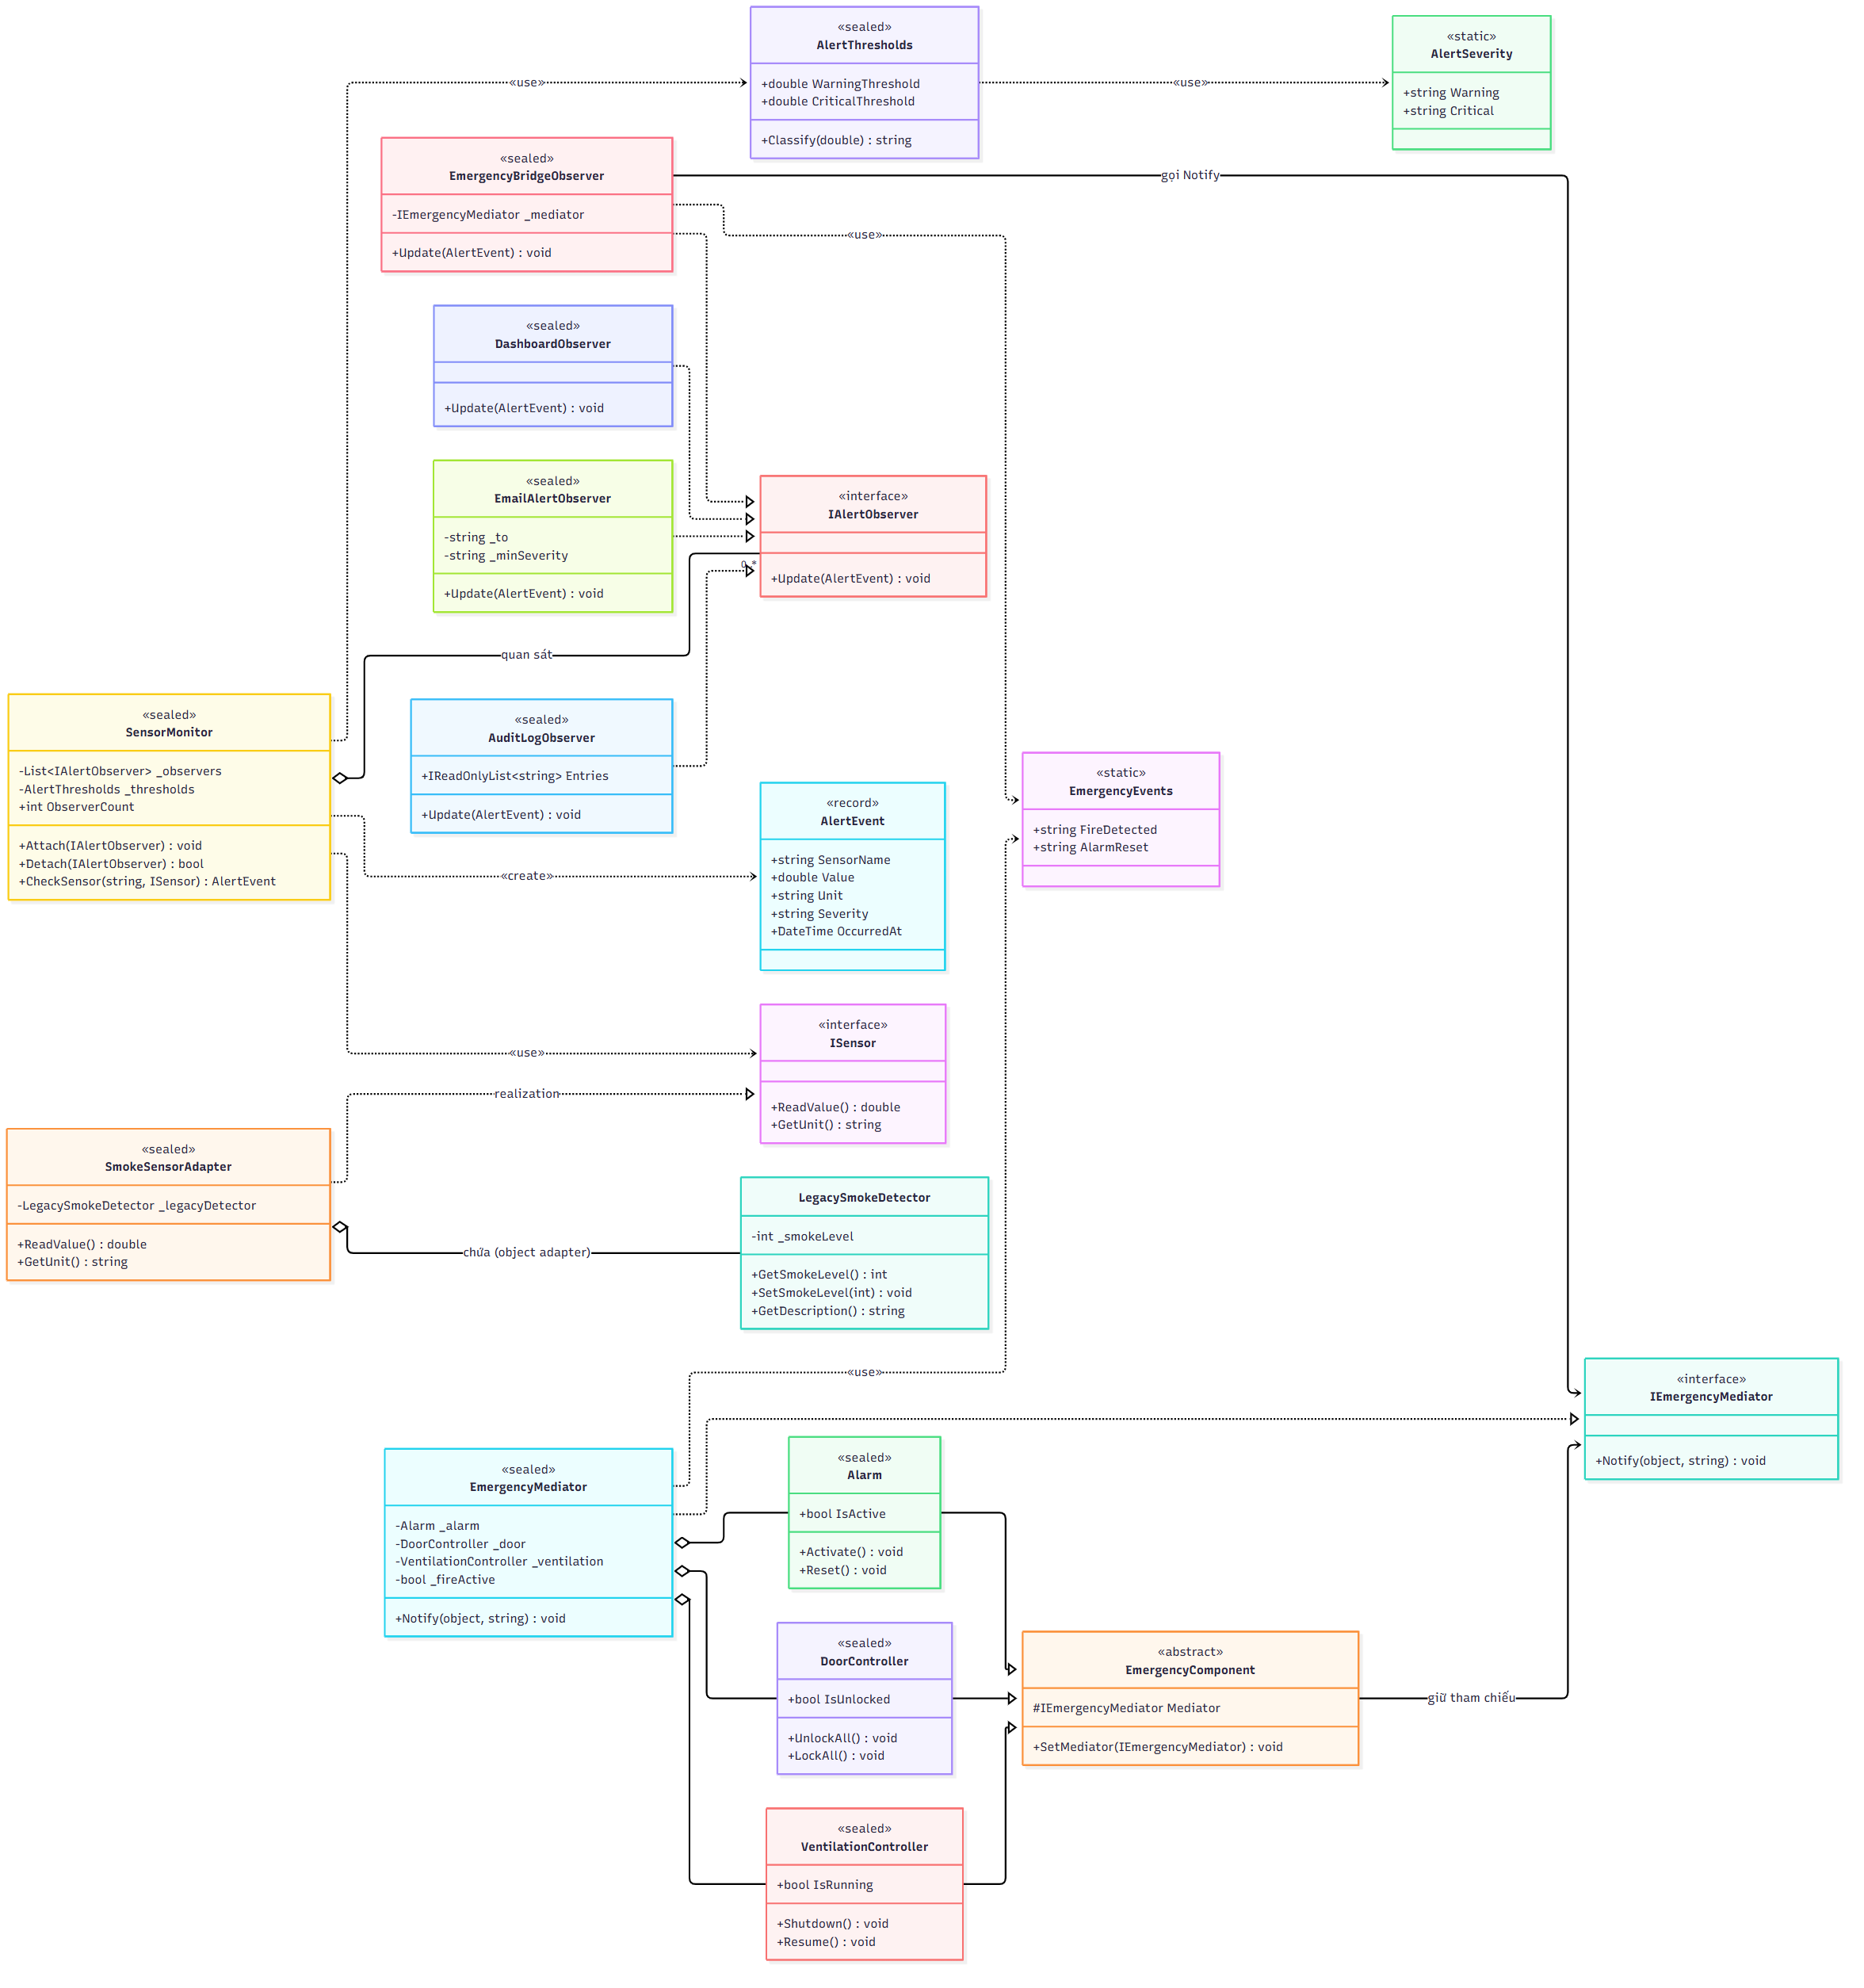 «sealed»
AlertThresholds
+double WarningThreshold
+double CriticalThreshold
+Classify(double) : string
«static»
AlertSeverity
+string Warning
+string Critical
«use»
«use»
«sealed»
EmergencyBridgeObserver
-IEmergencyMediator _mediator
+Update(AlertEvent) : void
gọi Notify
«use»
«sealed»
DashboardObserver
+Update(AlertEvent) : void
«sealed»
EmailAlertObserver
-string _to
-string _minSeverity
+Update(AlertEvent) : void
«interface»
IAlertObserver
+Update(AlertEvent) : void
quan sát
«sealed»
SensorMonitor
-List<IAlertObserver> _observers
-AlertThresholds _thresholds
+int ObserverCount
+Attach(IAlertObserver) : void
+Detach(IAlertObserver) : bool
+CheckSensor(string, ISensor) : AlertEvent
«sealed»
AuditLogObserver
+IReadOnlyList<string> Entries
+Update(AlertEvent) : void
«create»
«record»
AlertEvent
+string SensorName
+double Value
+string Unit
+string Severity
+DateTime OccurredAt
«static»
EmergencyEvents
+string FireDetected
+string AlarmReset
«use»
«interface»
ISensor
+ReadValue() : double
+GetUnit() : string
realization
«sealed»
SmokeSensorAdapter
-LegacySmokeDetector _legacyDetector
+ReadValue() : double
+GetUnit() : string
chứa (object adapter)
LegacySmokeDetector
-int _smokeLevel
+GetSmokeLevel() : int
+SetSmokeLevel(int) : void
+GetDescription() : string
«use»
«interface»
IEmergencyMediator
+Notify(object, string) : void
«sealed»
EmergencyMediator
-Alarm _alarm
-DoorController _door
-VentilationController _ventilation
-bool _fireActive
+Notify(object, string) : void
«sealed»
Alarm
+bool IsActive
+Activate() : void
+Reset() : void
«sealed»
DoorController
+bool IsUnlocked
+UnlockAll() : void
+LockAll() : void
«abstract»
EmergencyComponent
#IEmergencyMediator Mediator
+SetMediator(IEmergencyMediator) : void
giữ tham chiếu
«sealed»
VentilationController
+bool IsRunning
+Shutdown() : void
+Resume() : void